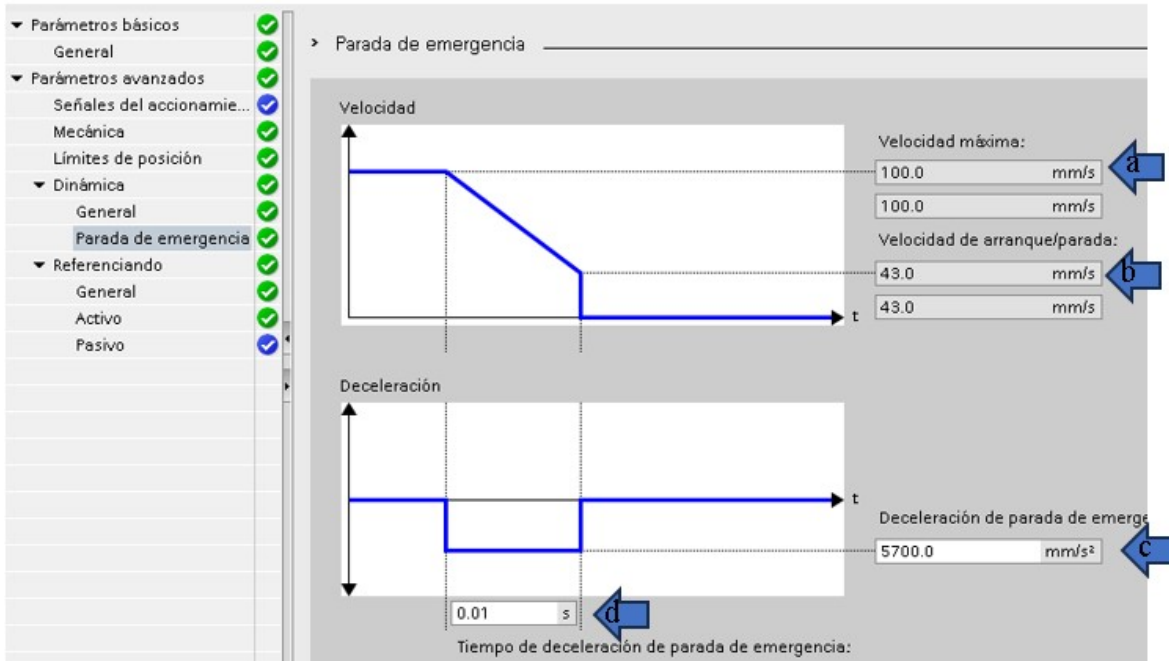 Parámetros básicos
General
Parámetros avanzados
Señales del accionamie...
Mecánica
Límites de posición
Dinámica
General
Parada de emergencia
Referenciando
General
Activo
Pasivo
Parada de emergencia
Velocidad
t
Velocidad máxima:
100.0 mm/s
a
100.0 mm/s
Velocidad de arranque/parada:
43.0 mm/s
b
43.0 mm/s
Deceleración
t
Deceleración de parada de emerge
5700.0 mm/s²
c
0.01 s
d
Tiempo de deceleración de parada de emergencia: